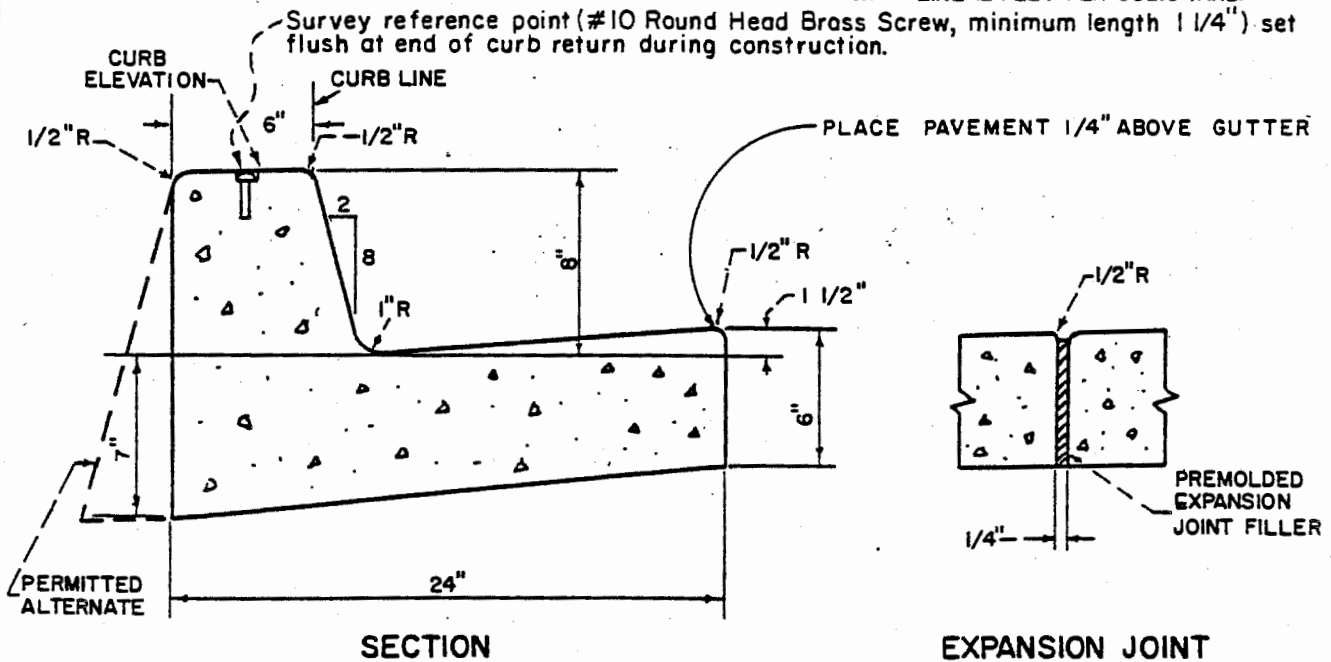 Survey reference point (#10 Round Head Brass Screw, minimum length 1 1/4") set
flush at end of curb return during construction.
CURB
ELEVATION
CURB LINE
6"
1/2"R
1/2"R
PLACE PAVEMENT 1/4" ABOVE GUTTER
2
8
8"
1"R
1/2"R
1 1/2"
1/2"R
7"
6"
PREMOLDED
EXPANSION
JOINT FILLER
1/4"
PERMITTED
ALTERNATE
24"
SECTION
EXPANSION JOINT